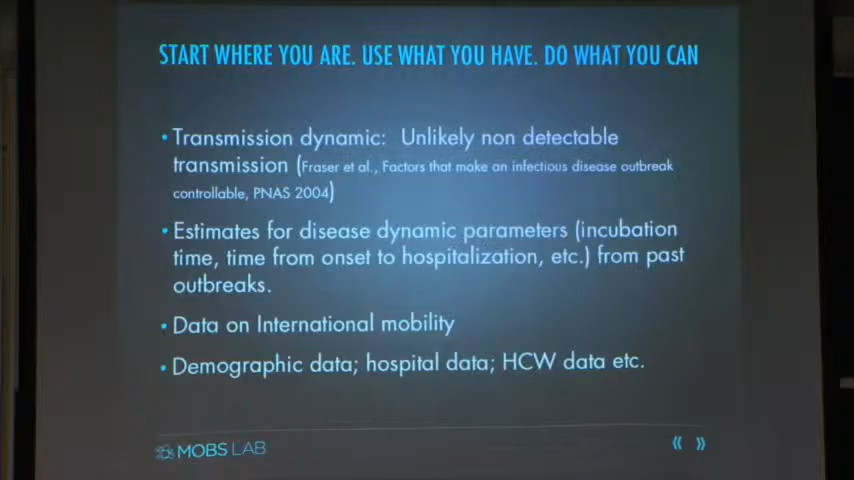 START WHERE YOU ARE. USE WHAT YOU HAVE. DO WHAT YOU CAN
• Transmission dynamic: Unlikely non detectable
transmission (Fraser et al., Factors that make an infectious disease outbreak
controllable, PNAS 2004)
• Estimates for disease dynamic parameters (incubation
time, time from onset to hospitalization, etc.) from past
outbreaks.
• Data on International mobility
• Demographic data; hospital data; HCW data etc.
MOBS LAB
« »